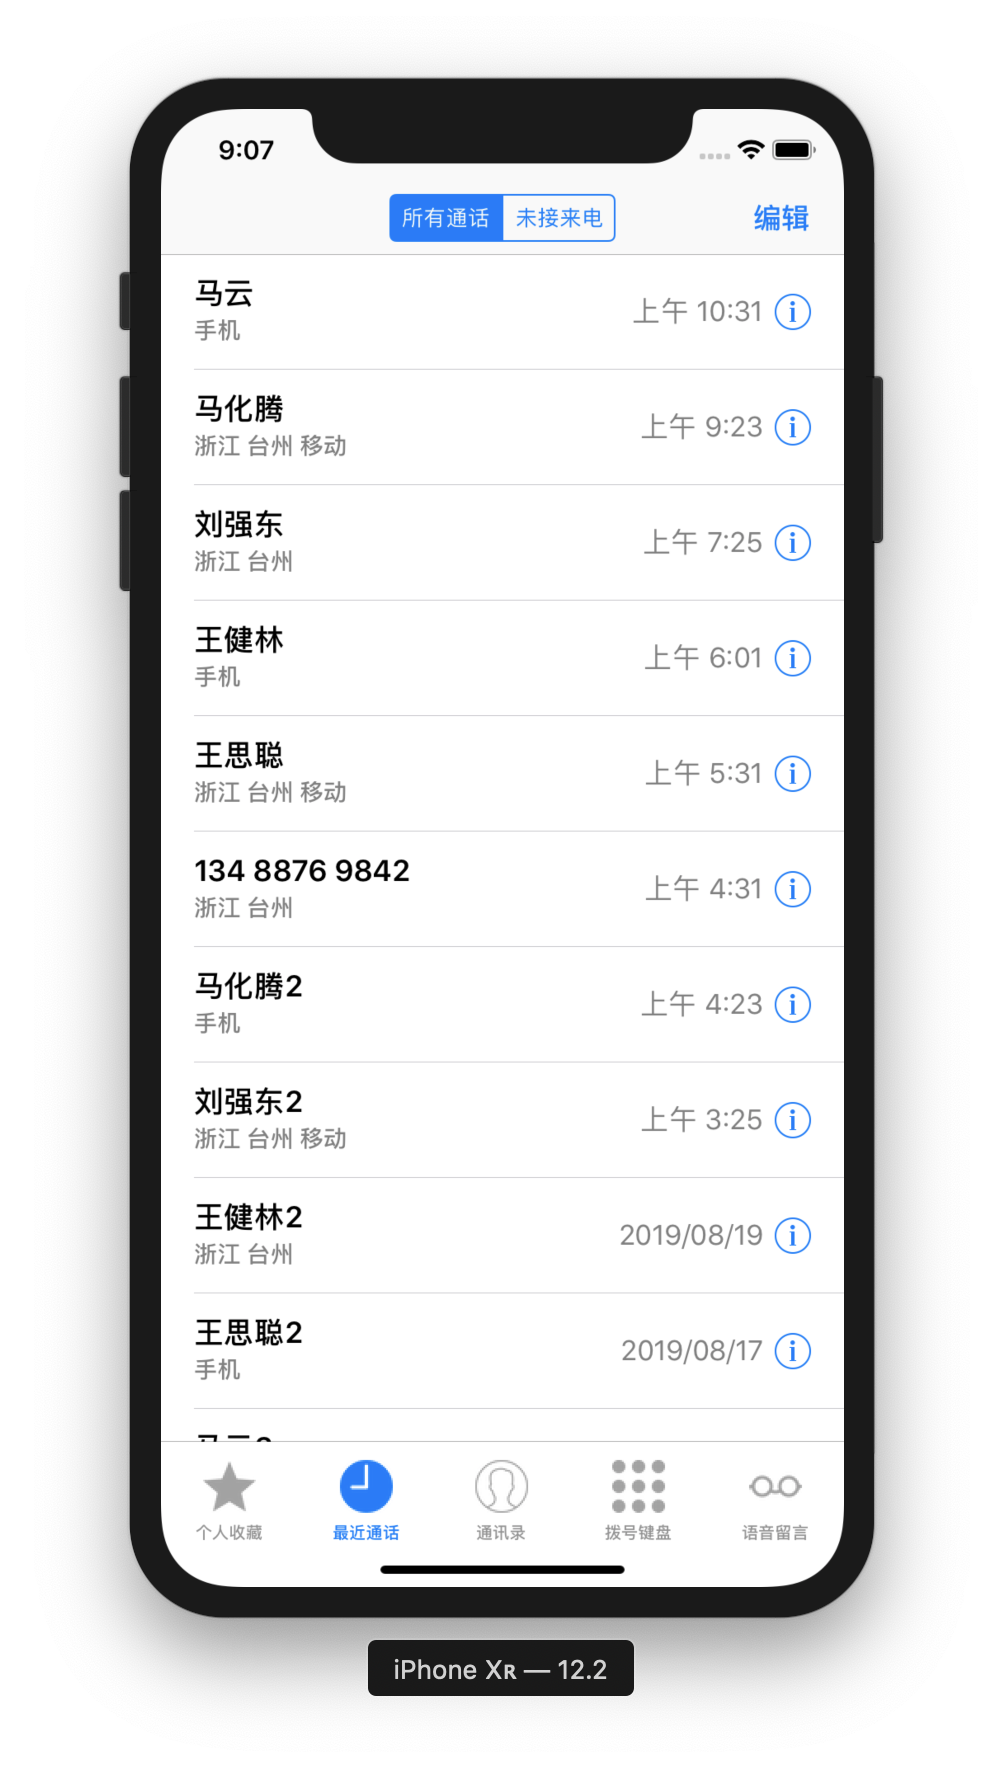 9:07
所有通话 未接来电 编辑
马云
手机
上午 10:31
马化腾
浙江 台州 移动
上午 9:23
刘强东
浙江 台州
上午 7:25
王健林
手机
上午 6:01
王思聪
浙江 台州 移动
上午 5:31
134 8876 9842
浙江 台州
上午 4:31
马化腾2
手机
上午 4:23
刘强东2
浙江 台州 移动
上午 3:25
王健林2
浙江 台州
2019/08/19
王思聪2
手机
2019/08/17
个人收藏 最近通话 通讯录 拨号键盘 语音留言
iPhone Xʀ — 12.2